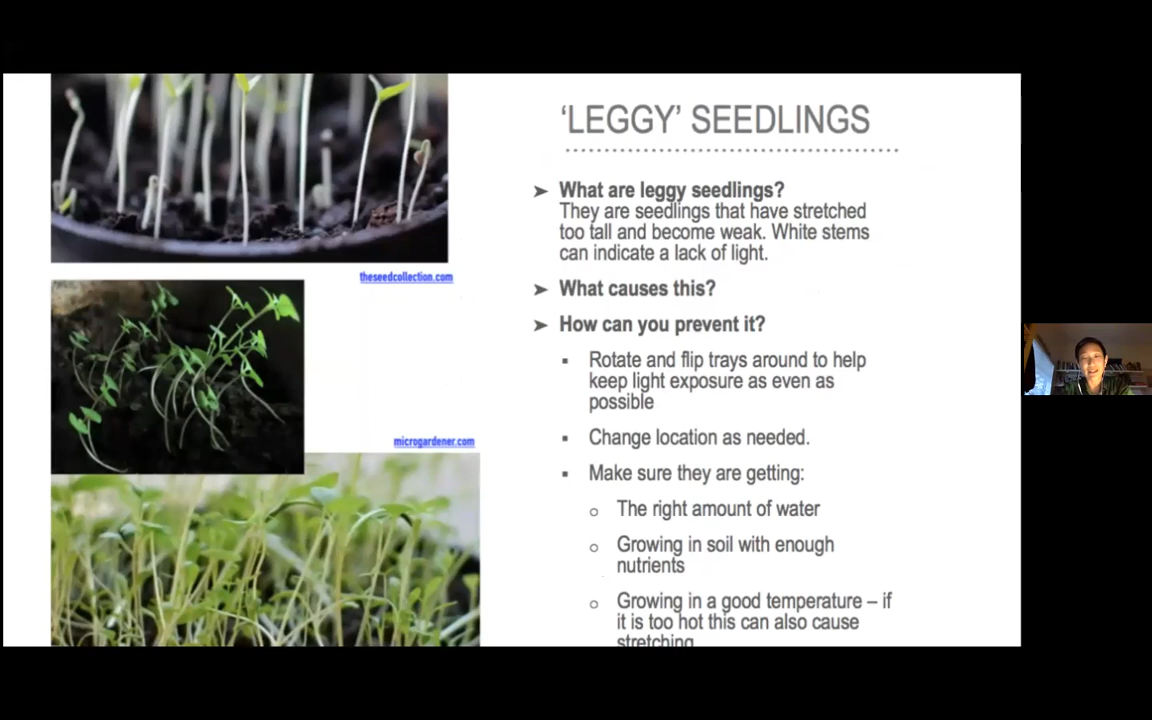 ‘LEGGY’ SEEDLINGS
➤ What are leggy seedlings?
They are seedlings that have stretched
too tall and become weak. White stems
can indicate a lack of light.
theseedcollection.com
➤ What causes this?
➤ How can you prevent it?
▪ Rotate and flip trays around to help
keep light exposure as even as
possible
▪ Change location as needed.
microgardener.com
▪ Make sure they are getting:
o The right amount of water
o Growing in soil with enough
nutrients
o Growing in a good temperature – if
it is too hot this can also cause
stretching